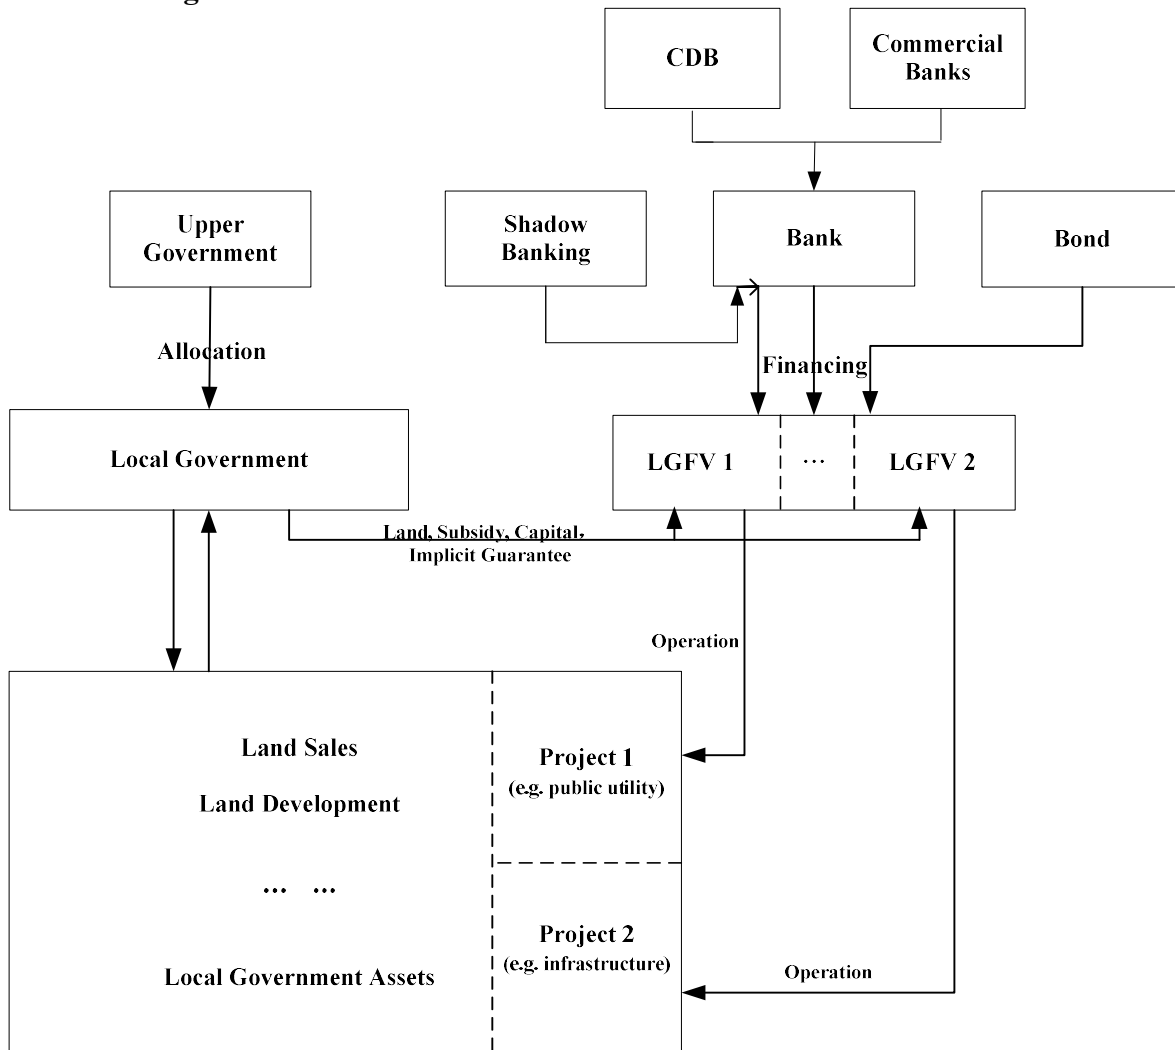 CDB
Commercial
Banks
Upper
Government
Shadow
Banking
Bank
Bond
Allocation
Financing
Local Government
LGFV 1
...
LGFV 2
Land, Subsidy, Capital,
Implicit Guarantee
Operation
Land Sales
Project 1
(e.g. public utility)
Land Development
... ...
Project 2
(e.g. infrastructure)
Local Government Assets
Operation